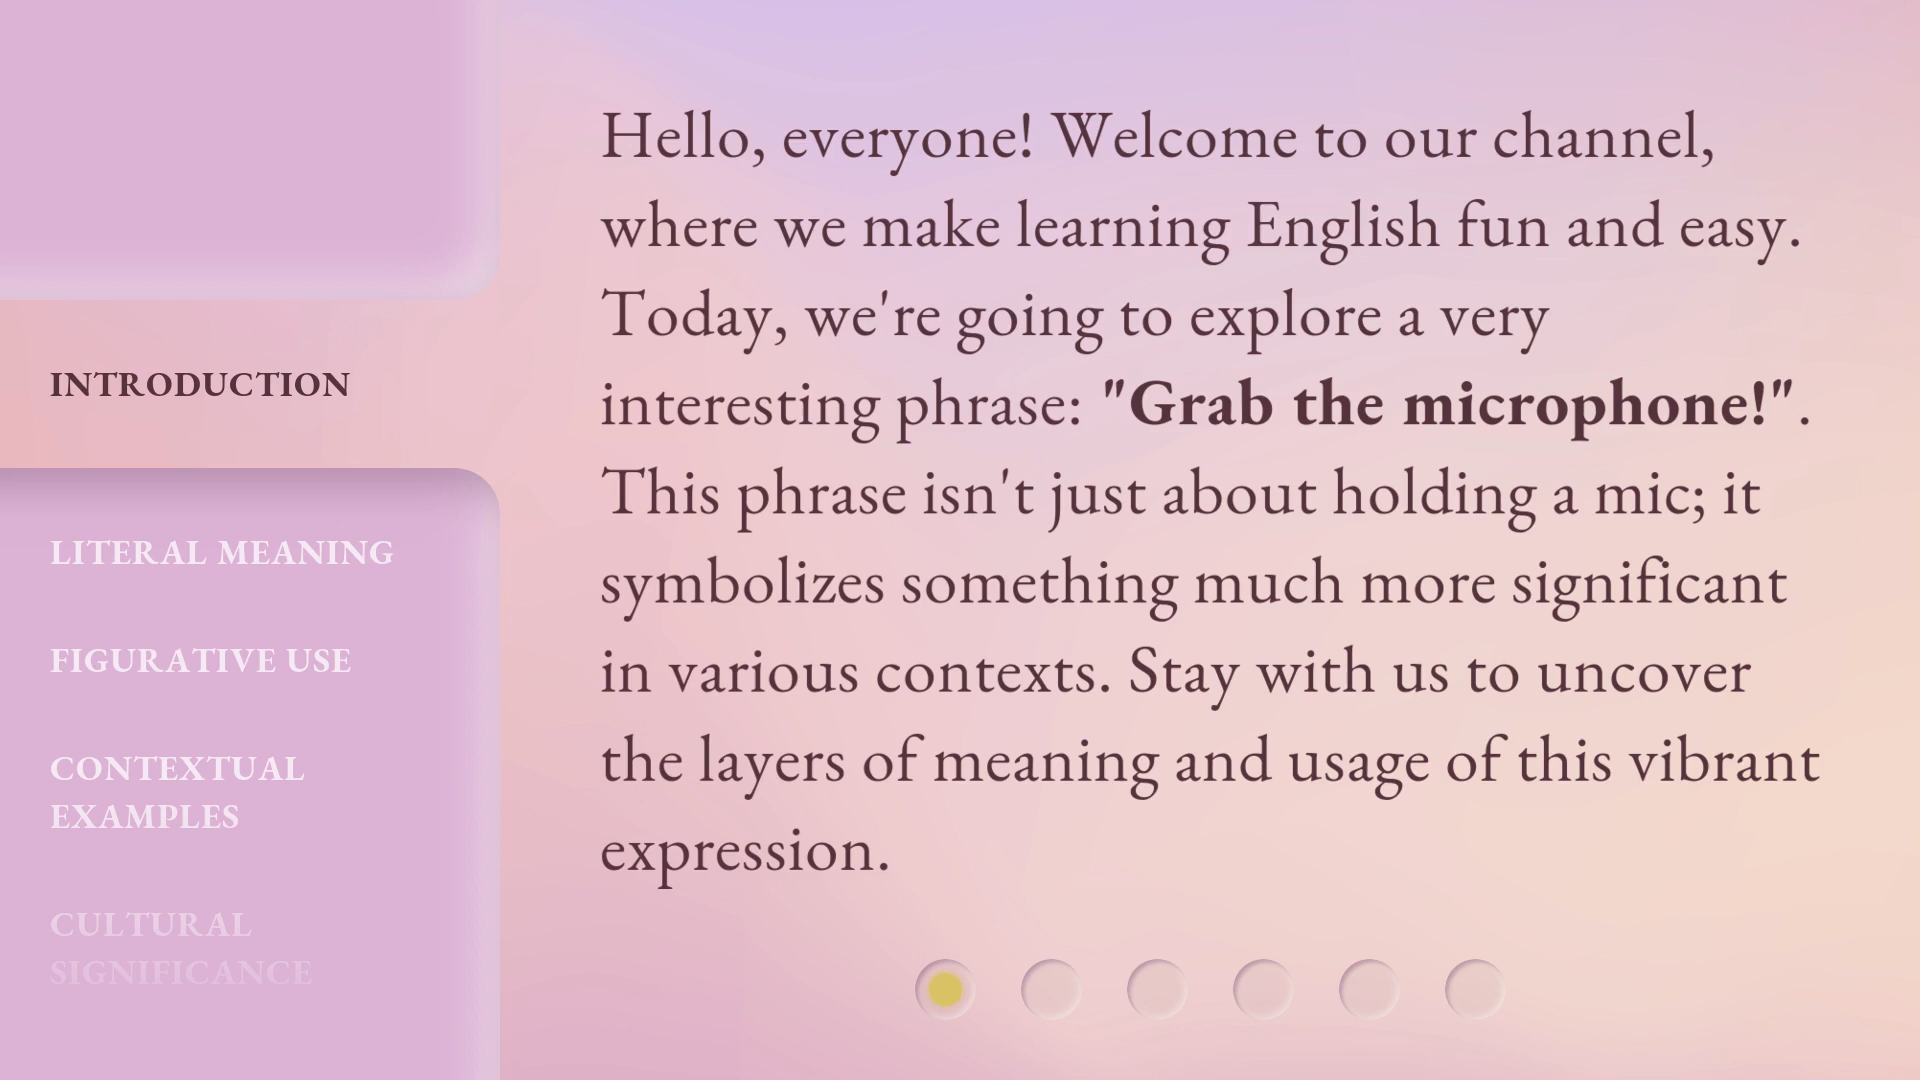 INTRODUCTION
LITERAL MEANING
FIGURATIVE USE
CONTEXTUAL
EXAMPLES
CULTURAL
SIGNIFICANCE
Hello, everyone! Welcome to our channel,
where we make learning English fun and easy.
Today, we're going to explore a very
interesting phrase: "Grab the microphone!".
This phrase isn't just about holding a mic; it
symbolizes something much more significant
in various contexts. Stay with us to uncover
the layers of meaning and usage of this vibrant
expression.